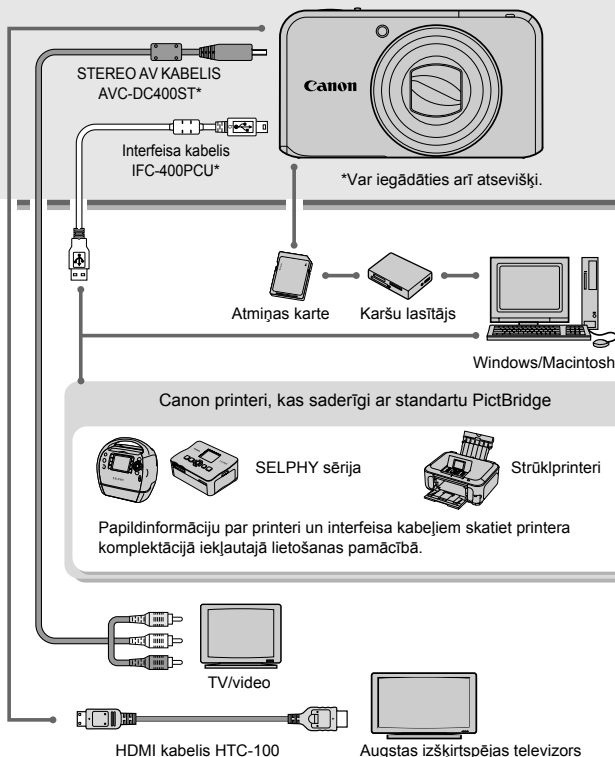 STEREO AV KABELIS
AVC-DC400ST*
Canon
Interfeisa kabelis
IFC-400PCU*
*Var iegādāties arī atsevišķi.
Atmiņas karte
Karšu lasītājs
Windows/Macintosh
Canon printeri, kas saderīgi ar standartu PictBridge
SELPHY sērija
Strūklprinteri
Papildinformāciju par printeri un interfeisa kabeļiem skatiet printera
komplektācijā iekļautajā lietošanas pamācībā.
TV/video
HDMI kabelis HTC-100
Augstas izšķirtspējas televizors